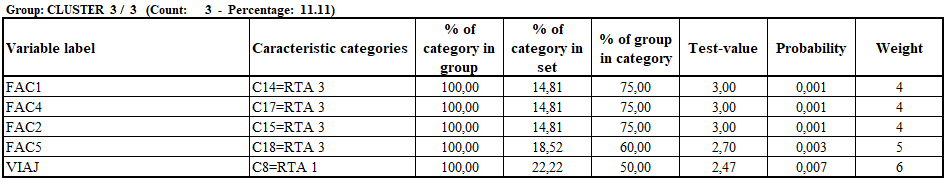 Group: CLUSTER 3 / 3 (Count: 3 - Percentage: 11.11)
Variable label Caracteristic categories % of category in group % of category in set % of group in category Test-value Probability Weight
FAC1 C14=RTA 3 100,00 14,81 75,00 3,00 0,001 4
FAC4 C17=RTA 3 100,00 14,81 75,00 3,00 0,001 4
FAC2 C15=RTA 3 100,00 14,81 75,00 3,00 0,001 4
FAC5 C18=RTA 3 100,00 18,52 60,00 2,70 0,003 5
VIAJ C8=RTA 1 100,00 22,22 50,00 2,47 0,007 6